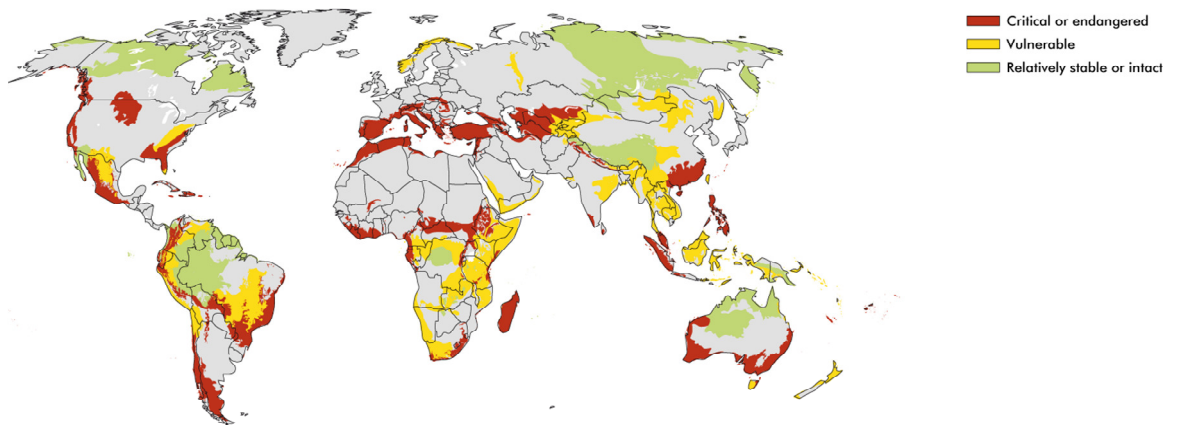 Critical or endangered
Vulnerable
Relatively stable or intact